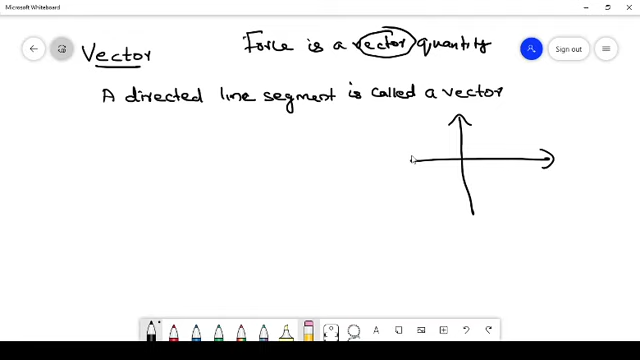 Microsoft Whiteboard
Force is a vector quantity
Sign out
Vector
A directed line segment is called a vector
A